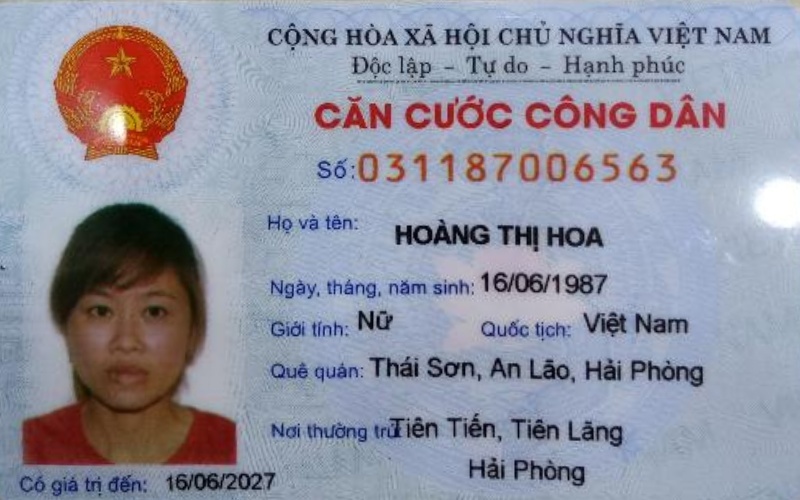 CỘNG HÒA XÃ HỘI CHỦ NGHĨA VIỆT NAM
Độc lập - Tự do - Hạnh phúc
CĂN CƯỚC CÔNG DÂN
Số: 031187006563
Họ và tên: HOÀNG THỊ HOA
Ngày, tháng, năm sinh: 16/06/1987
Giới tính: Nữ Quốc tịch: Việt Nam
Quê quán: Thái Sơn, An Lão, Hải Phòng
Nơi thường trú: Tiên Tiến, Tiên Lãng
Hải Phòng
Có giá trị đến: 16/06/2027